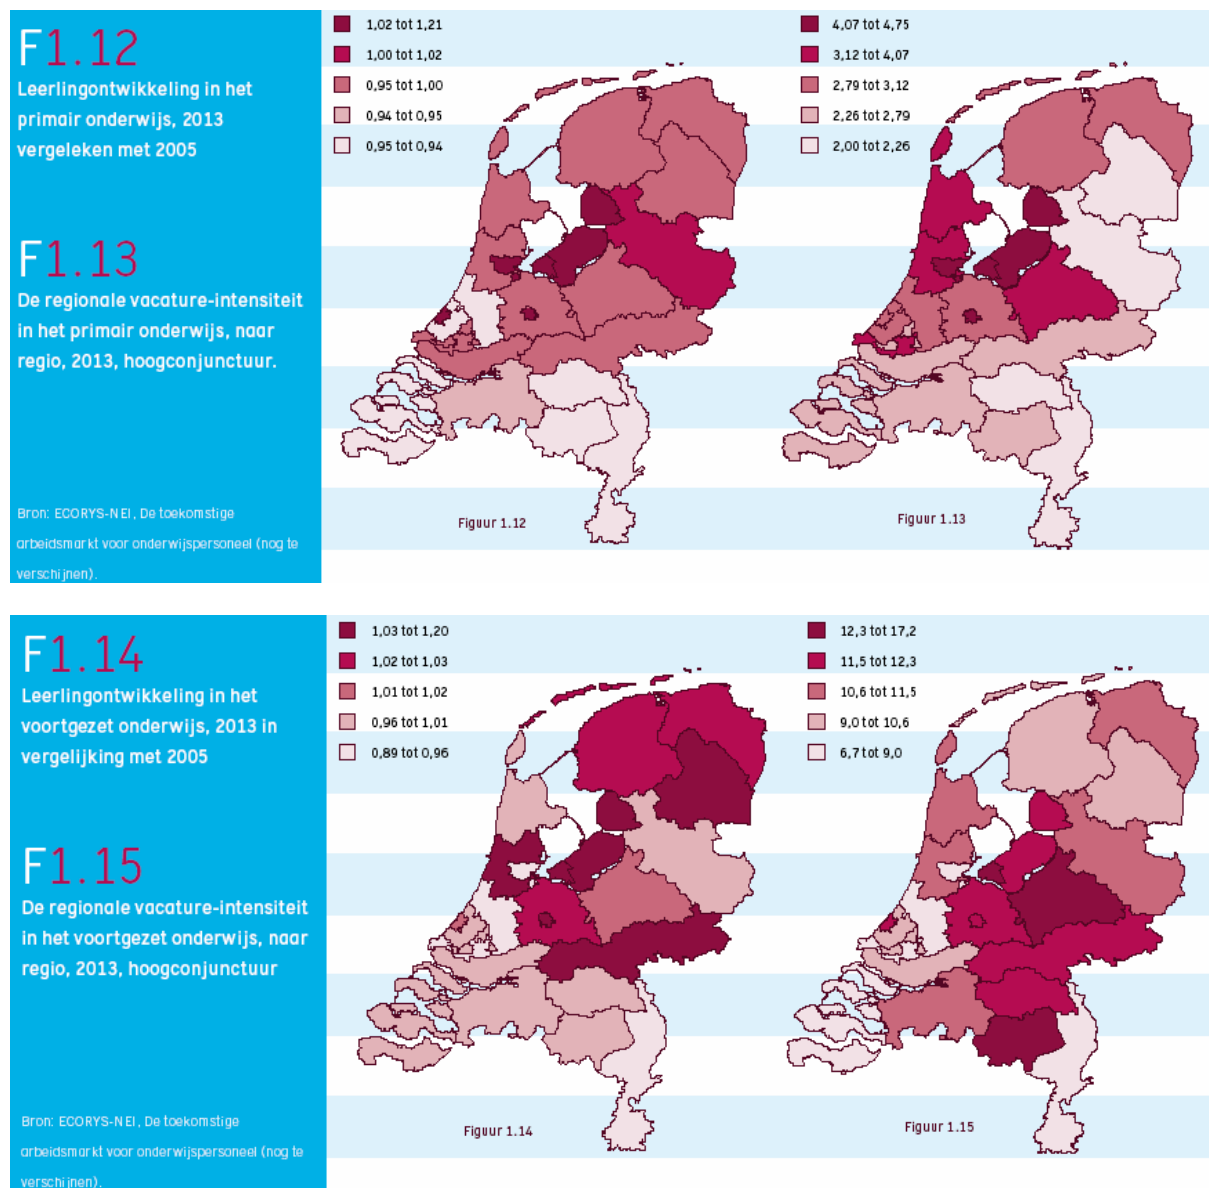 F1.12
Leerlingontwikkeling in het
primair onderwijs, 2013
vergeleken met 2005
F1.13
De regionale vacature-intensiteit
in het primair onderwijs, naar
regio, 2013, hoogconjunctuur.
Bron: ECORYS-NEI, De toekomstige
arbeidsmarkt voor onderwijspersoneel (nog te
verschijnen).
1,02 tot 1,21
1,00 tot 1,02
0,95 tot 1,00
0,94 tot 0,95
0,95 tot 0,94
Figuur 1.12
4,07 tot 4,75
3,12 tot 4,07
2,79 tot 3,12
2,26 tot 2,79
2,00 tot 2,26
Figuur 1.13
F1.14
Leerlingontwikkeling in het
voortgezet onderwijs, 2013 in
vergelijking met 2005
F1.15
De regionale vacature-intensiteit
in het voortgezet onderwijs, naar
regio, 2013, hoogconjunctuur
Bron: ECORYS-NEI, De toekomstige
arbeidsmarkt voor onderwijspersoneel (nog te
verschijnen).
1,03 tot 1,20
1,02 tot 1,03
1,01 tot 1,02
0,96 tot 1,01
0,89 tot 0,96
Figuur 1.14
12,3 tot 17,2
11,5 tot 12,3
10,6 tot 11,5
9,0 tot 10,6
6,7 tot 9,0
Figuur 1.15